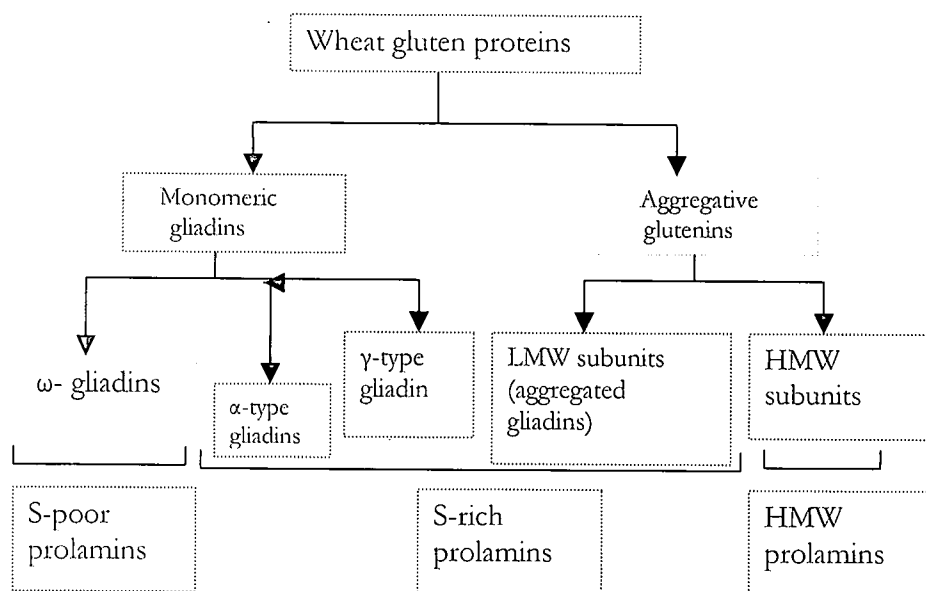 Wheat gluten proteins
Monomeric
gliadins
Aggregative
glutenins
ω- gliadins
α-type
gliadins
γ-type
gliadin
LMW subunits
(aggregated
gliadins)
HMW
subunits
S-poor
prolamins
S-rich
prolamins
HMW
prolamins